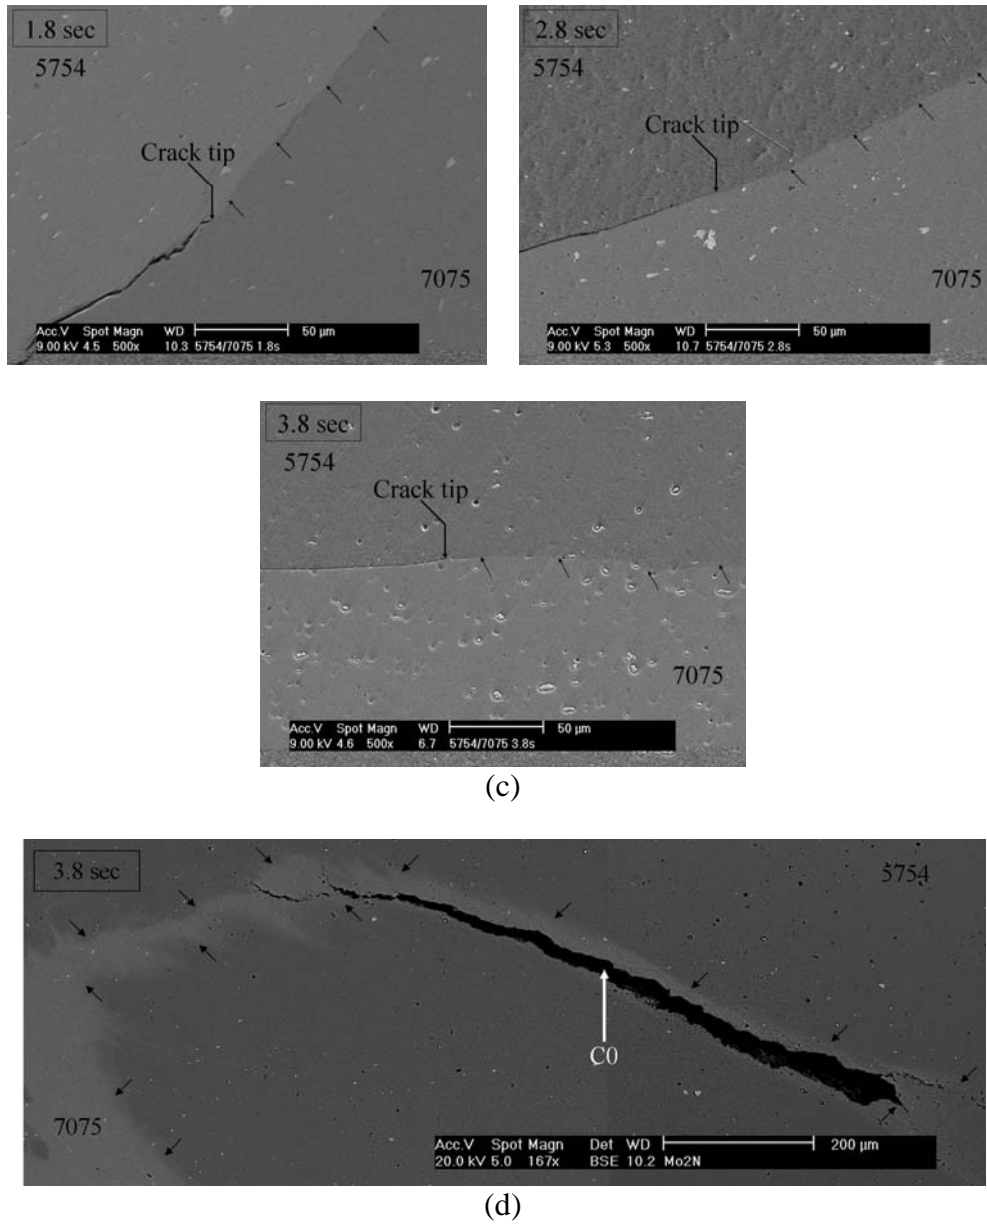 1.8 sec
5754
Crack tip
7075
Acc.V Spot Magn WD 50 µm
9.00 kV 4.5 500x 10.3 5754/7075 1.8s
2.8 sec
5754
Crack tip
7075
Acc.V Spot Magn WD 50 µm
9.00 kV 5.3 500x 10.7 5754/7075 2.8s
3.8 sec
5754
Crack tip
7075
Acc.V Spot Magn WD 50 µm
9.00 kV 4.6 500x 6.7 5754/7075 3.8s
(c)
3.8 sec
5754
C0
7075
Acc.V Spot Magn Det WD 200 µm
20.0 kV 5.0 167x BSE 10.2 Mo2N
(d)